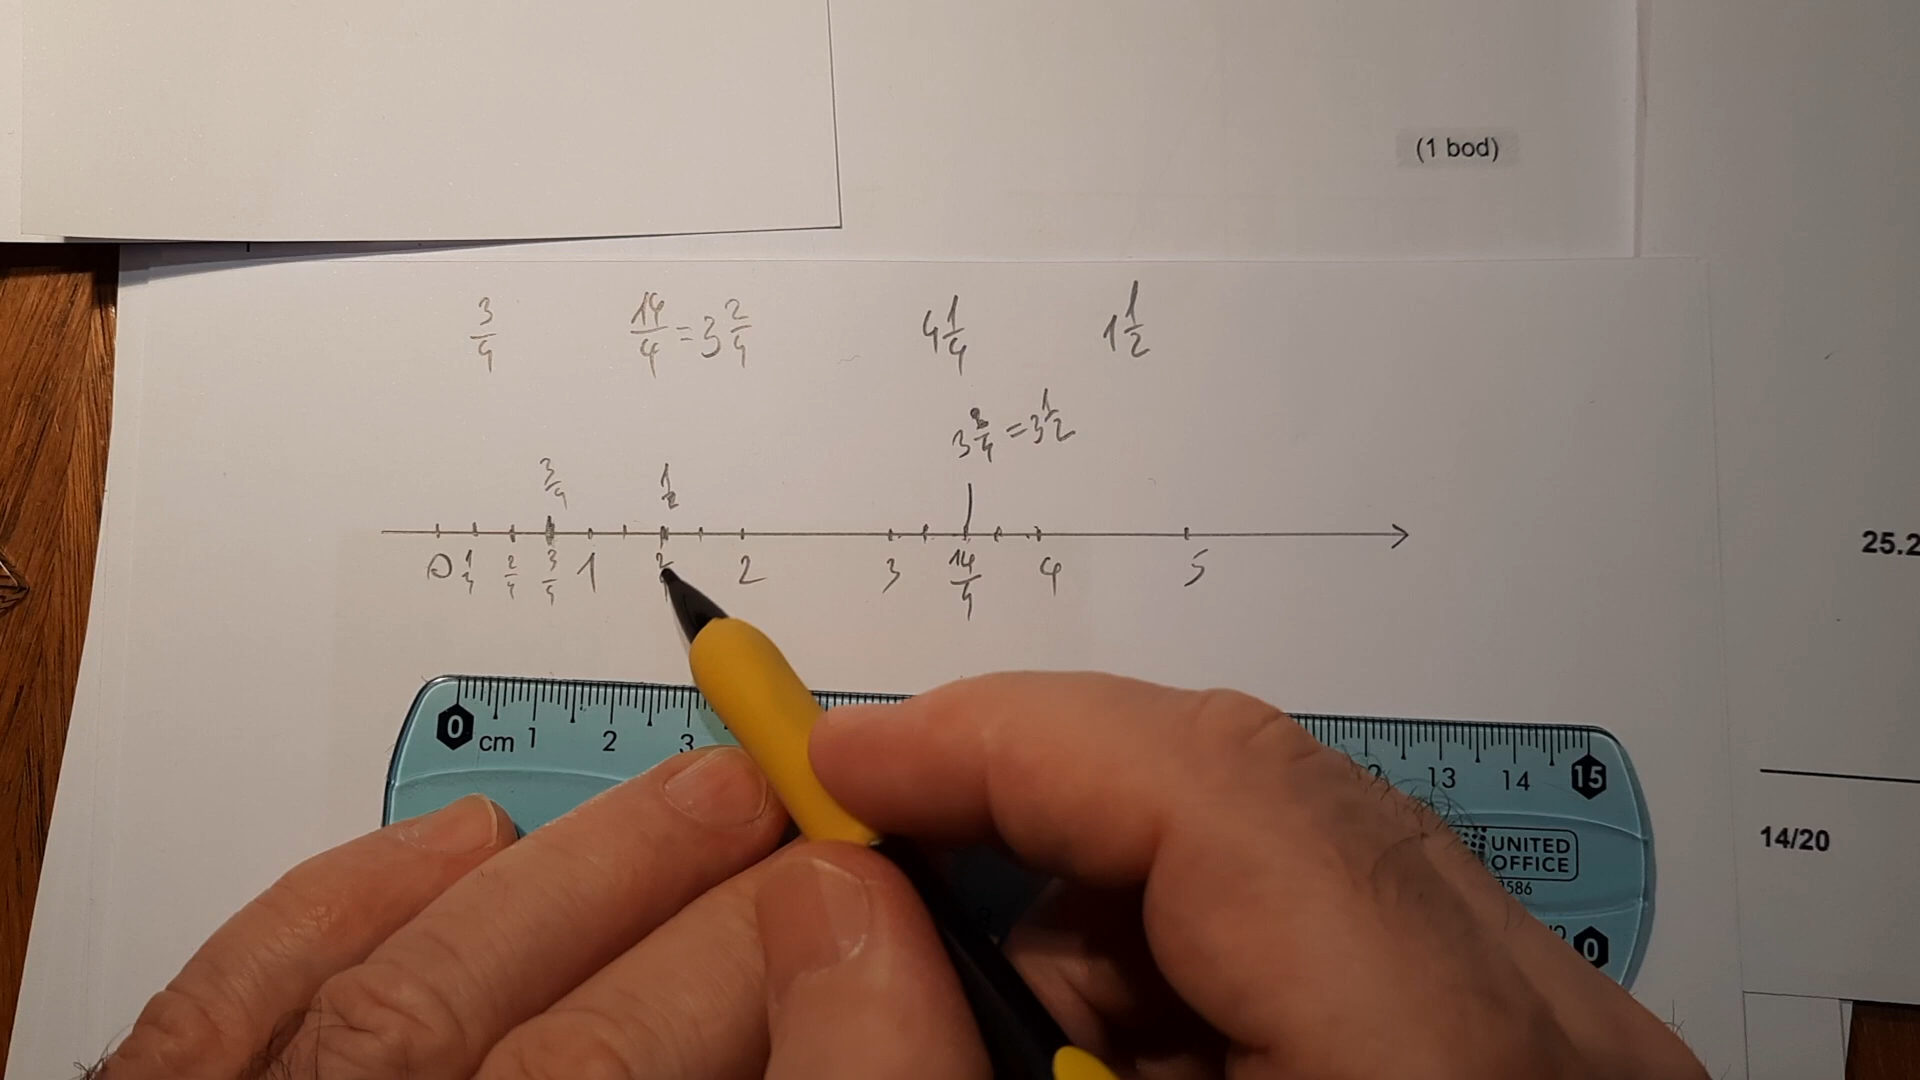 (1 bod)
3/4 14/4 = 3 2/4 4 1/4 1 1/2
3 2/4 = 3 1/2
3/4 1/2
0 1/4 2/4 3/4 1 2 3 14/4 4 5
25.2
0 cm 1 2 3 13 14 15
14/20
UNITED
OFFICE
0